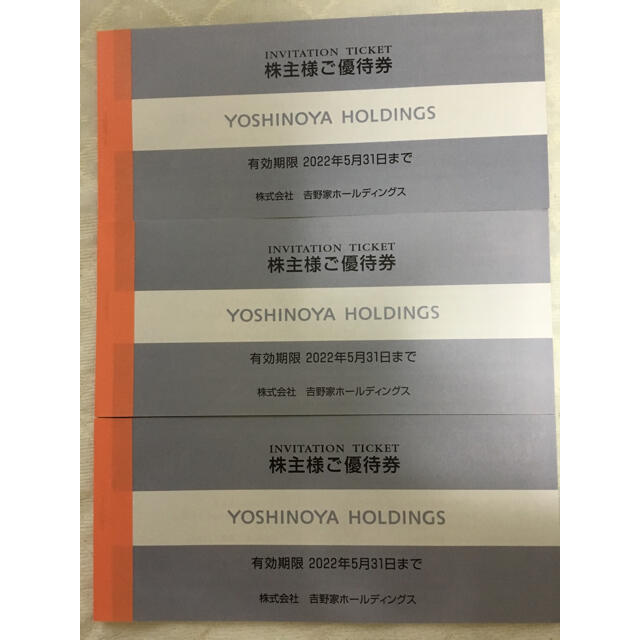 INVITATION TICKET
株主様ご優待券
YOSHINOYA HOLDINGS
有効期限 2022年5月31日まで
株式会社 吉野家ホールディングス
INVITATION TICKET
株主様ご優待券
YOSHINOYA HOLDINGS
有効期限 2022年5月31日まで
株式会社 吉野家ホールディングス
INVITATION TICKET
株主様ご優待券
YOSHINOYA HOLDINGS
有効期限 2022年5月31日まで
株式会社 吉野家ホールディングス